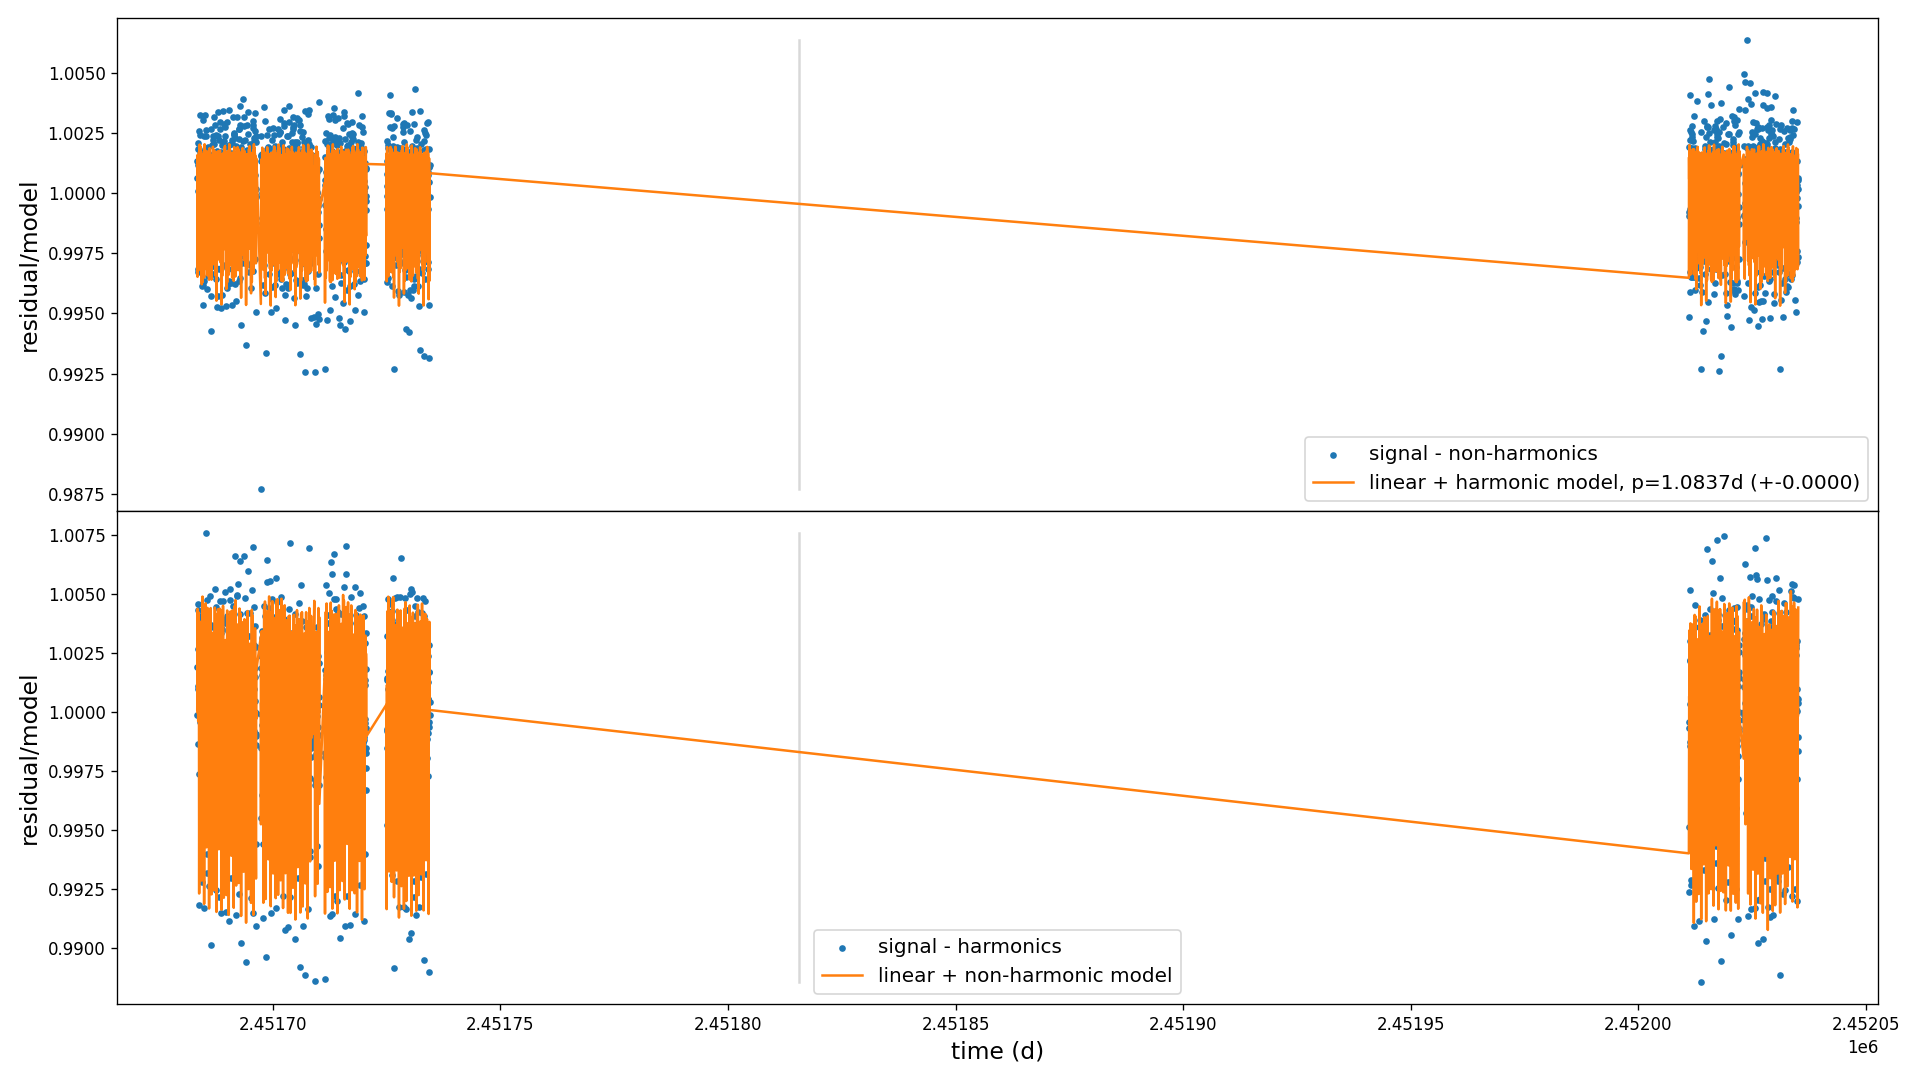 1.0050
1.0025
1.0000
0.9975
0.9950
0.9925
0.9900
0.9875
residual/model
signal - non-harmonics
linear + harmonic model, p=1.0837d (+-0.0000)
1.0075
1.0050
1.0025
1.0000
0.9975
0.9950
0.9925
0.9900
residual/model
signal - harmonics
linear + non-harmonic model
2.45170 2.45175 2.45180 2.45185 2.45190 2.45195 2.45200 2.45205
1e6
time (d)